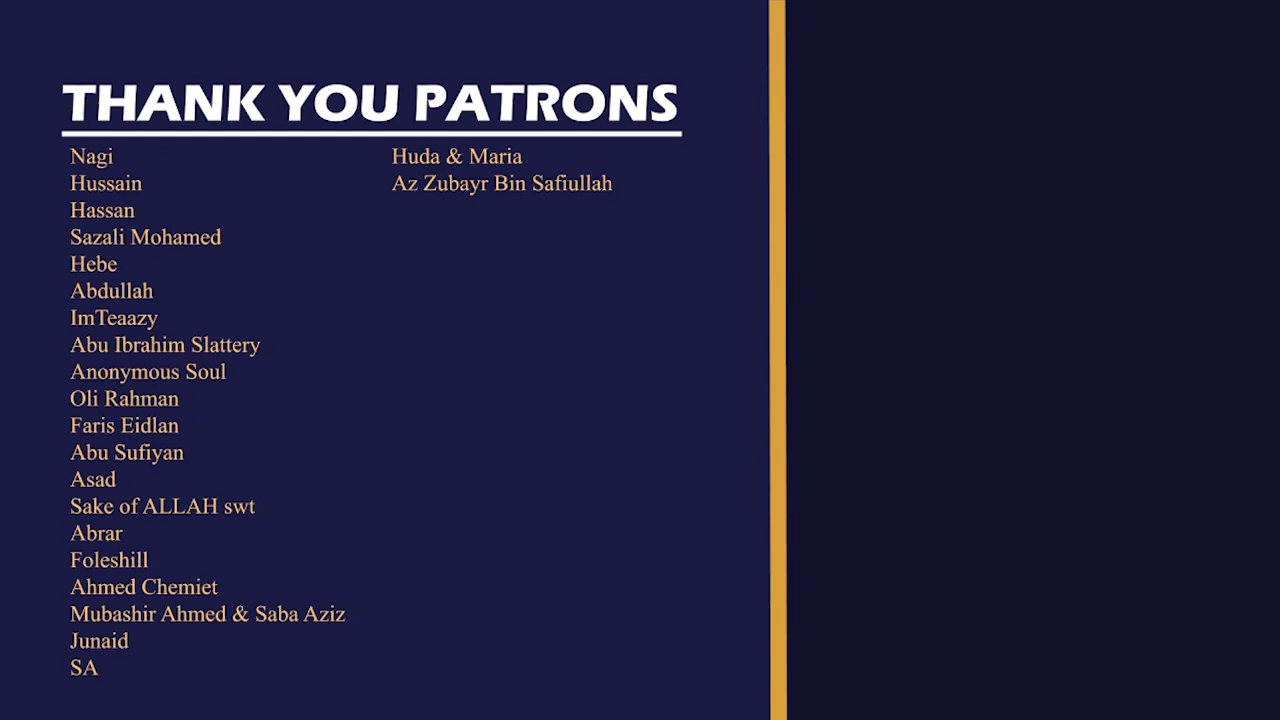 THANK YOU PATRONS
Nagi
Hussain
Hassan
Sazali Mohamed
Hebe
Abdullah
ImTeaazy
Abu Ibrahim Slattery
Anonymous Soul
Oli Rahman
Faris Eidlan
Abu Sufiyan
Asad
Sake of ALLAH swt
Abrar
Foleshill
Ahmed Chemiet
Mubashir Ahmed & Saba Aziz
Junaid
SA
Huda & Maria
Az Zubayr Bin Safiullah